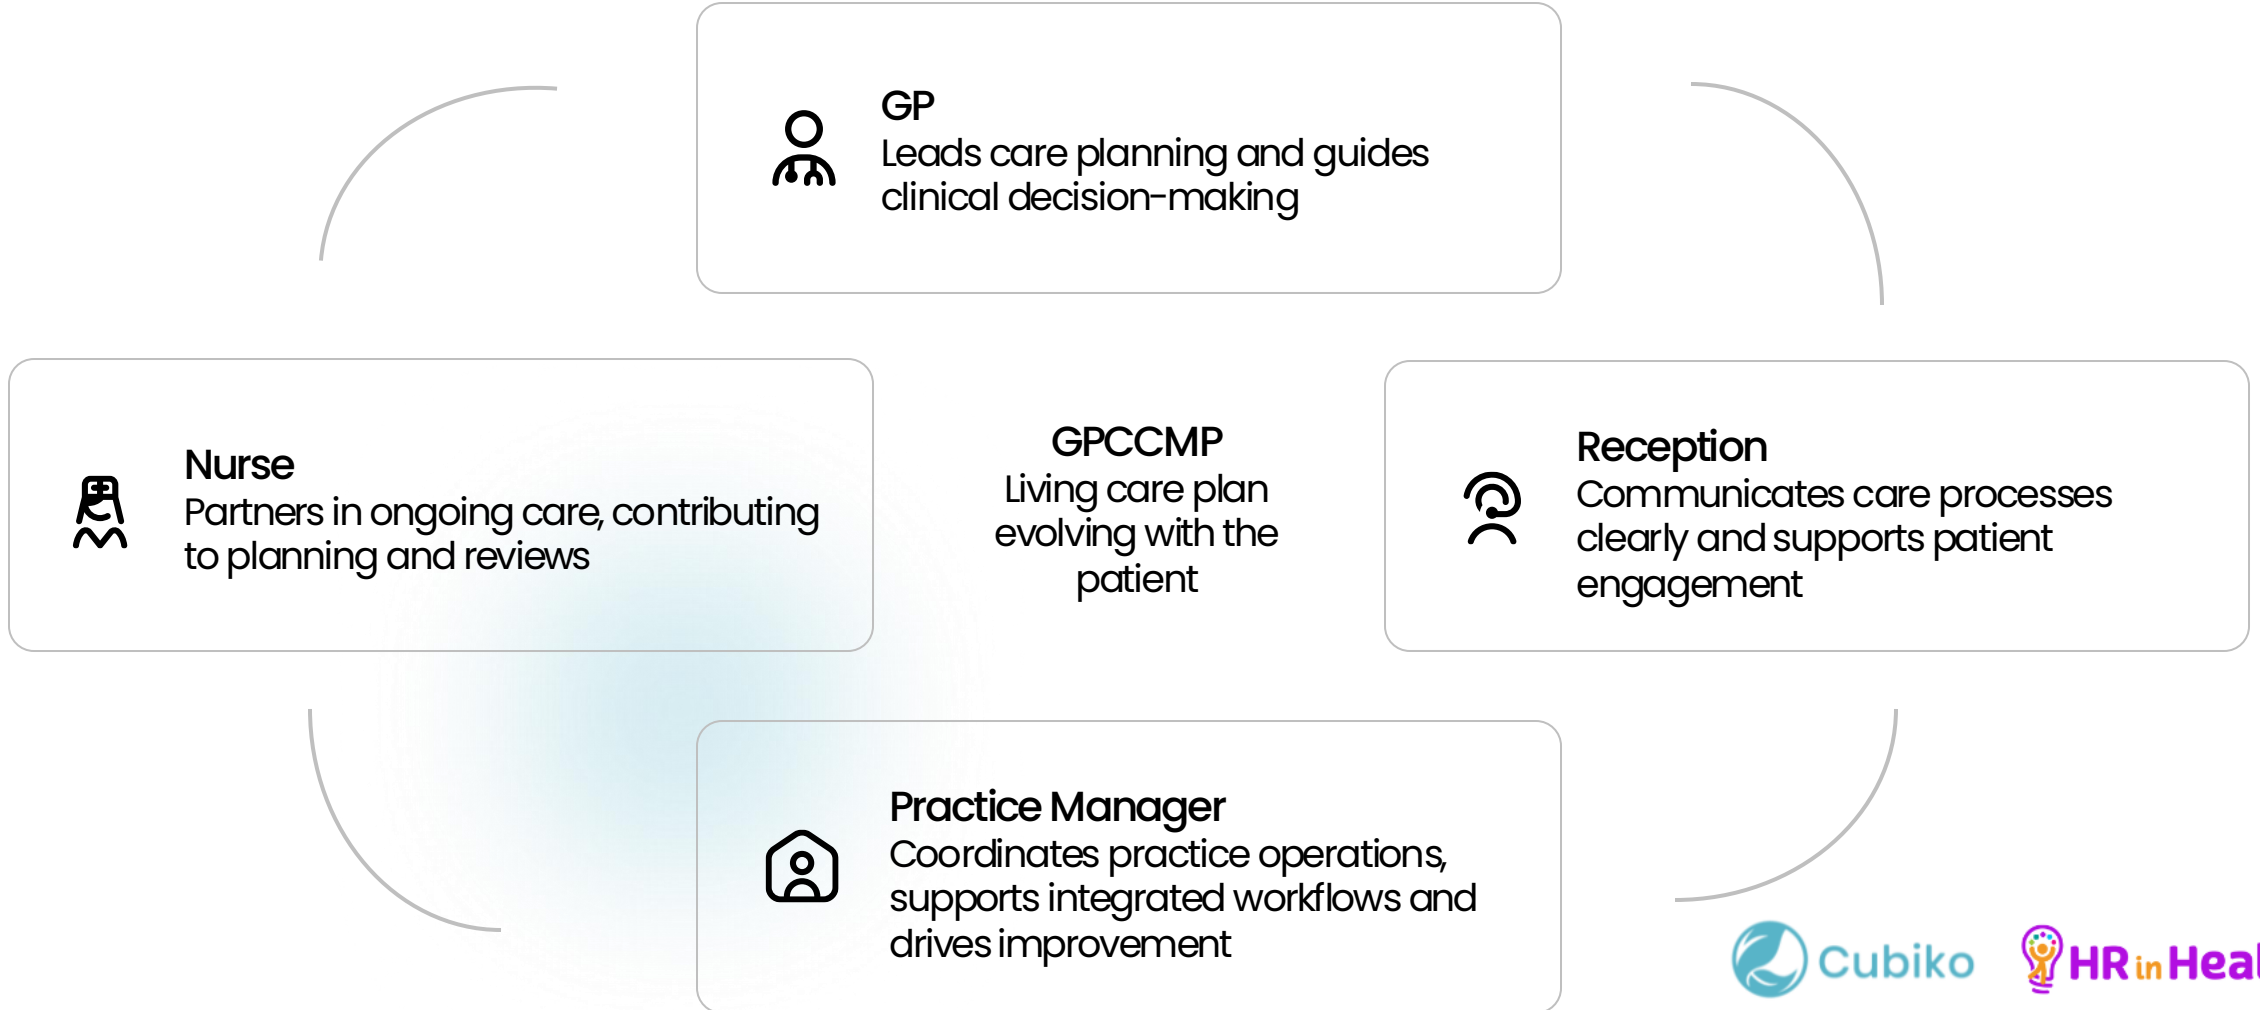 GP
Leads care planning and guides
clinical decision-making
Nurse
Partners in ongoing care, contributing
to planning and reviews
GPCCMP
Living care plan
evolving with the
patient
Reception
Communicates care processes
clearly and supports patient
engagement
Practice Manager
Coordinates practice operations,
supports integrated workflows and
drives improvement
Cubiko
HR in Heal